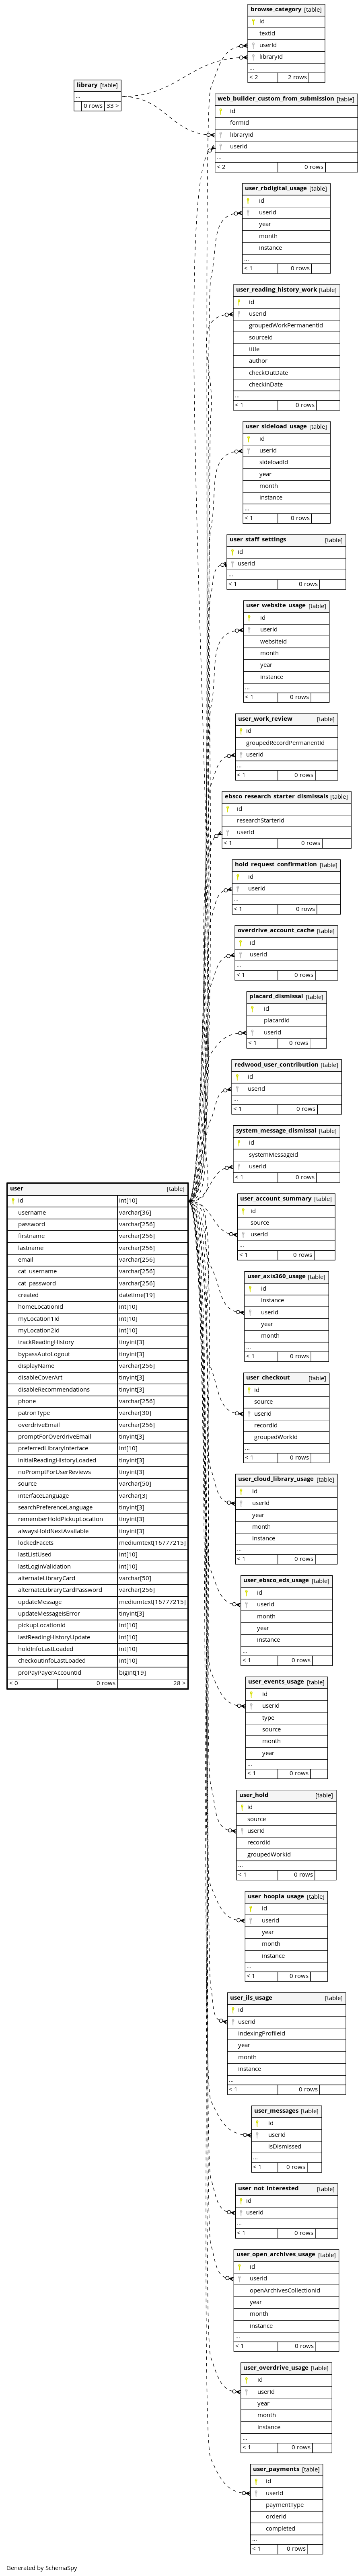 browse_category [table]
id
textId
userId
libraryId
...
< 2 2 rows
library [table]
...
0 rows 33 >
web_builder_custom_from_submission [table]
id
formId
libraryId
userId
...
< 2 0 rows
user_rbdigital_usage [table]
id
userId
year
month
instance
...
< 1 0 rows
user_reading_history_work [table]
id
userId
groupedWorkPermanentId
sourceId
title
author
checkOutDate
checkInDate
...
< 1 0 rows
user_sideload_usage [table]
id
userId
sideloadId
year
month
instance
...
< 1 0 rows
user_staff_settings [table]
id
userId
...
< 1 0 rows
user_website_usage [table]
id
userId
websiteId
month
year
instance
...
< 1 0 rows
user_work_review [table]
id
groupedRecordPermanentId
userId
...
< 1 0 rows
ebsco_research_starter_dismissals [table]
id
researchStarterId
userId
< 1 0 rows
hold_request_confirmation [table]
id
userId
...
< 1 0 rows
overdrive_account_cache [table]
id
userId
...
< 1 0 rows
placard_dismissal [table]
id
placardId
userId
< 1 0 rows
redwood_user_contribution [table]
id
userId
...
< 1 0 rows
system_message_dismissal [table]
id
systemMessageId
userId
< 1 0 rows
user [table]
id int[10]
username varchar[36]
password varchar[256]
firstname varchar[256]
lastname varchar[256]
email varchar[256]
cat_username varchar[256]
cat_password varchar[256]
created datetime[19]
homeLocationId int[10]
myLocation1Id int[10]
myLocation2Id int[10]
trackReadingHistory tinyint[3]
bypassAutoLogout tinyint[3]
displayName varchar[256]
disableCoverArt tinyint[3]
disableRecommendations tinyint[3]
phone varchar[256]
patronType varchar[30]
overdriveEmail varchar[256]
promptForOverdriveEmail tinyint[3]
preferredLibraryInterface int[10]
initialReadingHistoryLoaded tinyint[3]
noPromptForUserReviews tinyint[3]
source varchar[50]
interfaceLanguage varchar[3]
searchPreferenceLanguage tinyint[3]
rememberHoldPickupLocation tinyint[3]
alwaysHoldNextAvailable tinyint[3]
lockedFacets mediumtext[16777215]
lastListUsed int[10]
lastLoginValidation int[10]
alternateLibraryCard varchar[50]
alternateLibraryCardPassword varchar[256]
updateMessage mediumtext[16777215]
updateMessageIsError tinyint[3]
pickupLocationId int[10]
lastReadingHistoryUpdate int[10]
holdInfoLastLoaded int[10]
checkoutInfoLastLoaded int[10]
proPayPayerAccountId bigint[19]
< 0 0 rows 28 >
user_account_summary [table]
id
source
userId
...
< 1 0 rows
user_axis360_usage [table]
id
instance
userId
year
month
...
< 1 0 rows
user_checkout [table]
id
source
userId
recordId
groupedWorkId
...
< 1 0 rows
user_cloud_library_usage [table]
id
userId
year
month
instance
...
< 1 0 rows
user_ebsco_eds_usage [table]
id
userId
month
year
instance
...
< 1 0 rows
user_events_usage [table]
id
userId
type
source
month
year
...
< 1 0 rows
user_hold [table]
id
source
userId
recordId
groupedWorkId
...
< 1 0 rows
user_hoopla_usage [table]
id
userId
year
month
instance
...
< 1 0 rows
user_ils_usage [table]
id
userId
indexingProfileId
year
month
instance
...
< 1 0 rows
user_messages [table]
id
userId
isDismissed
...
< 1 0 rows
user_not_interested [table]
id
userId
...
< 1 0 rows
user_open_archives_usage [table]
id
userId
openArchivesCollectionId
year
month
instance
...
< 1 0 rows
user_overdrive_usage [table]
id
userId
year
month
instance
...
< 1 0 rows
user_payments [table]
id
userId
paymentType
orderId
completed
...
< 1 0 rows
Generated by SchemaSpy